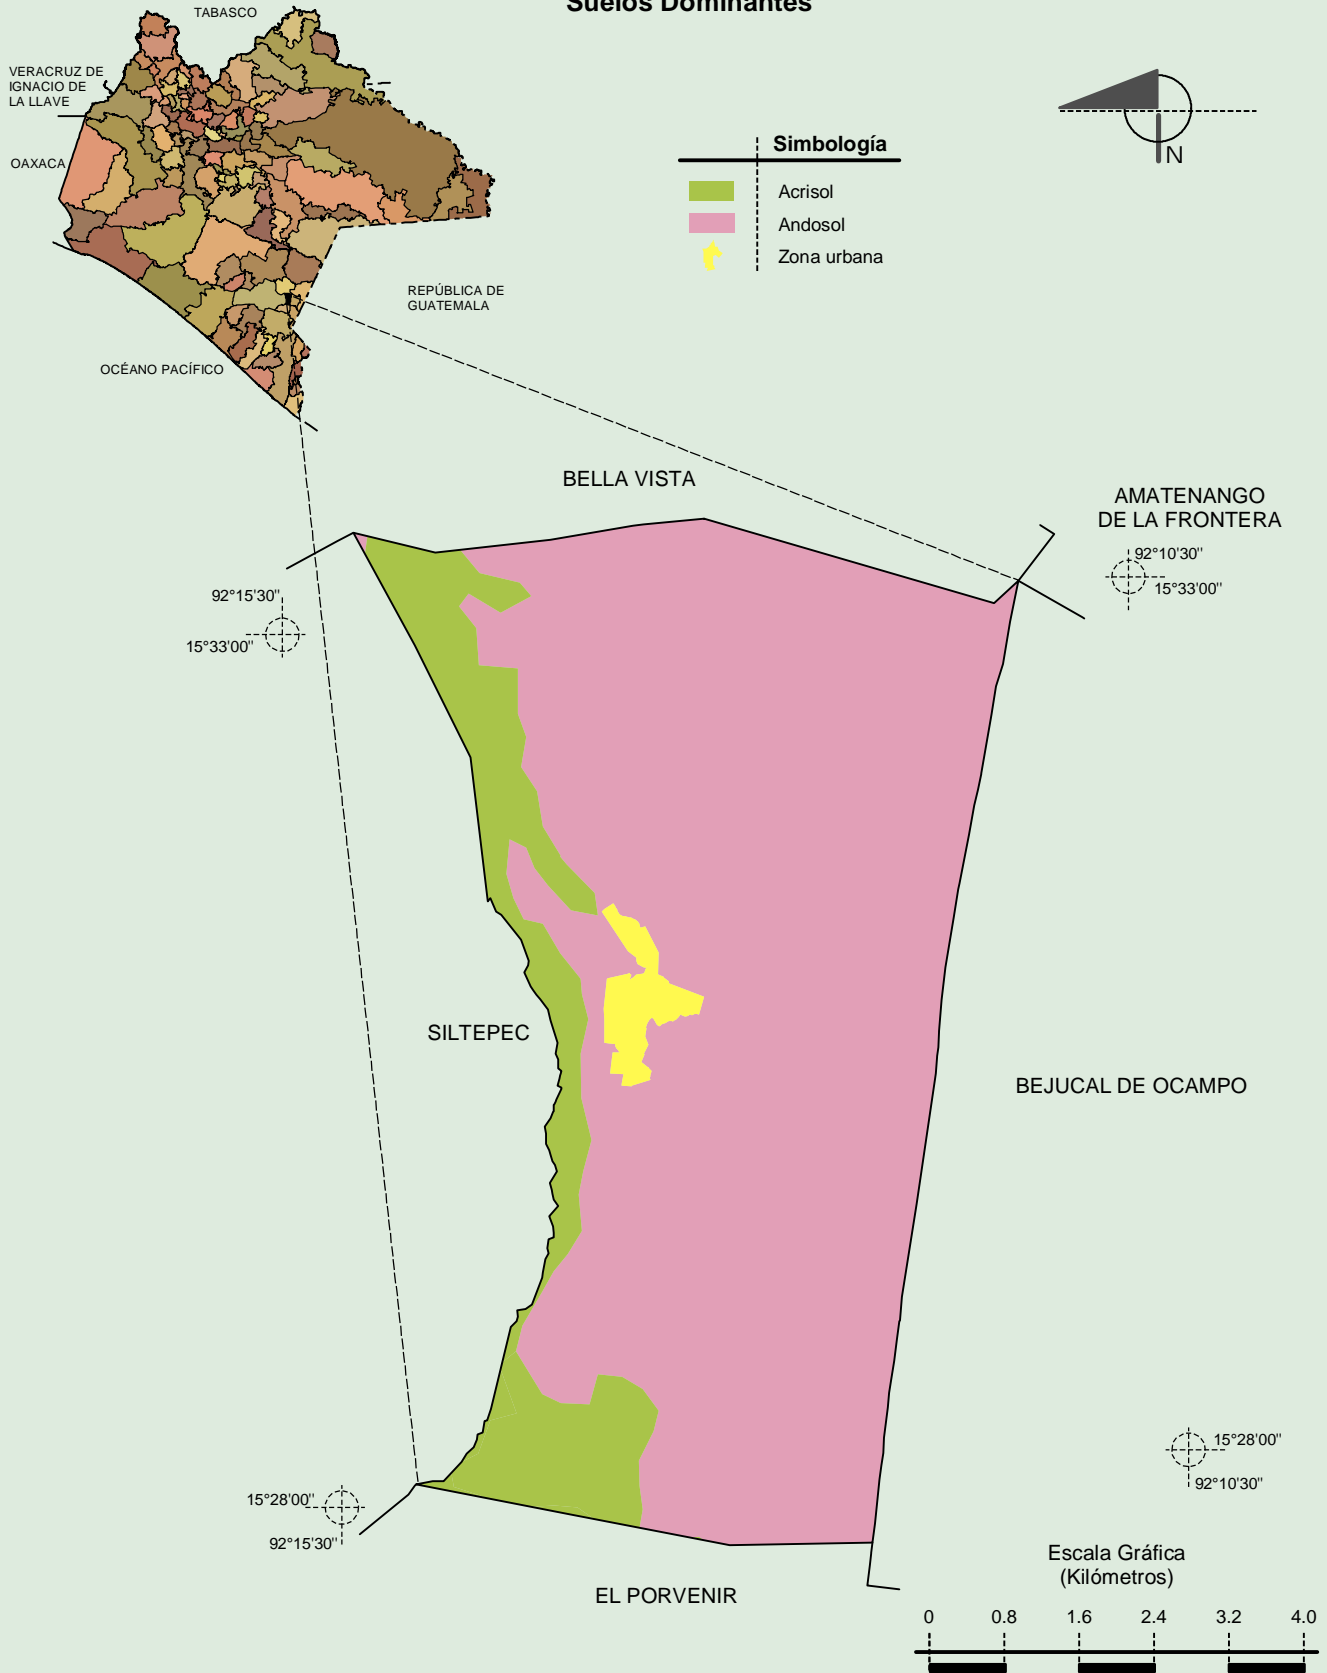 Suelos Dominantes
TABASCO
VERACRUZ DE
IGNACIO DE
LA LLAVE
OAXACA
REPÚBLICA DE
GUATEMALA
OCÉANO PACÍFICO
N
Simbología
Acrisol
Andosol
Zona urbana
BELLA VISTA
AMATENANGO
DE LA FRONTERA
92°10'30"
15°33'00"
92°15'30"
15°33'00"
SILTEPEC
BEJUCAL DE OCAMPO
15°28'00"
92°10'30"
15°28'00"
92°15'30"
EL PORVENIR
Escala Gráfica
(Kilómetros)
0 0.8 1.6 2.4 3.2 4.0